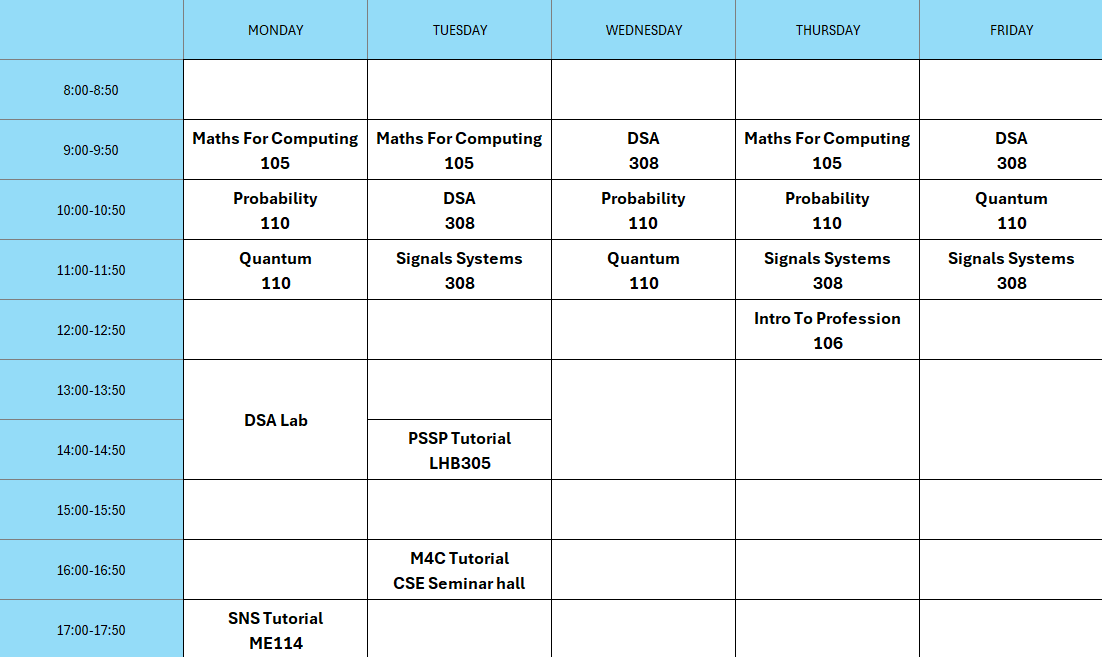 MONDAY TUESDAY WEDNESDAY THURSDAY FRIDAY
8:00-8:50
9:00-9:50
Maths For Computing
105
Maths For Computing
105
DSA
308
Maths For Computing
105
DSA
308
10:00-10:50
Probability
110
DSA
308
Probability
110
Probability
110
Quantum
110
11:00-11:50
Quantum
110
Signals Systems
308
Quantum
110
Signals Systems
308
Signals Systems
308
12:00-12:50
Intro To Profession
106
13:00-13:50
DSA Lab
14:00-14:50
PSSP Tutorial
LHB305
15:00-15:50
16:00-16:50
M4C Tutorial
CSE Seminar hall
17:00-17:50
SNS Tutorial
ME114